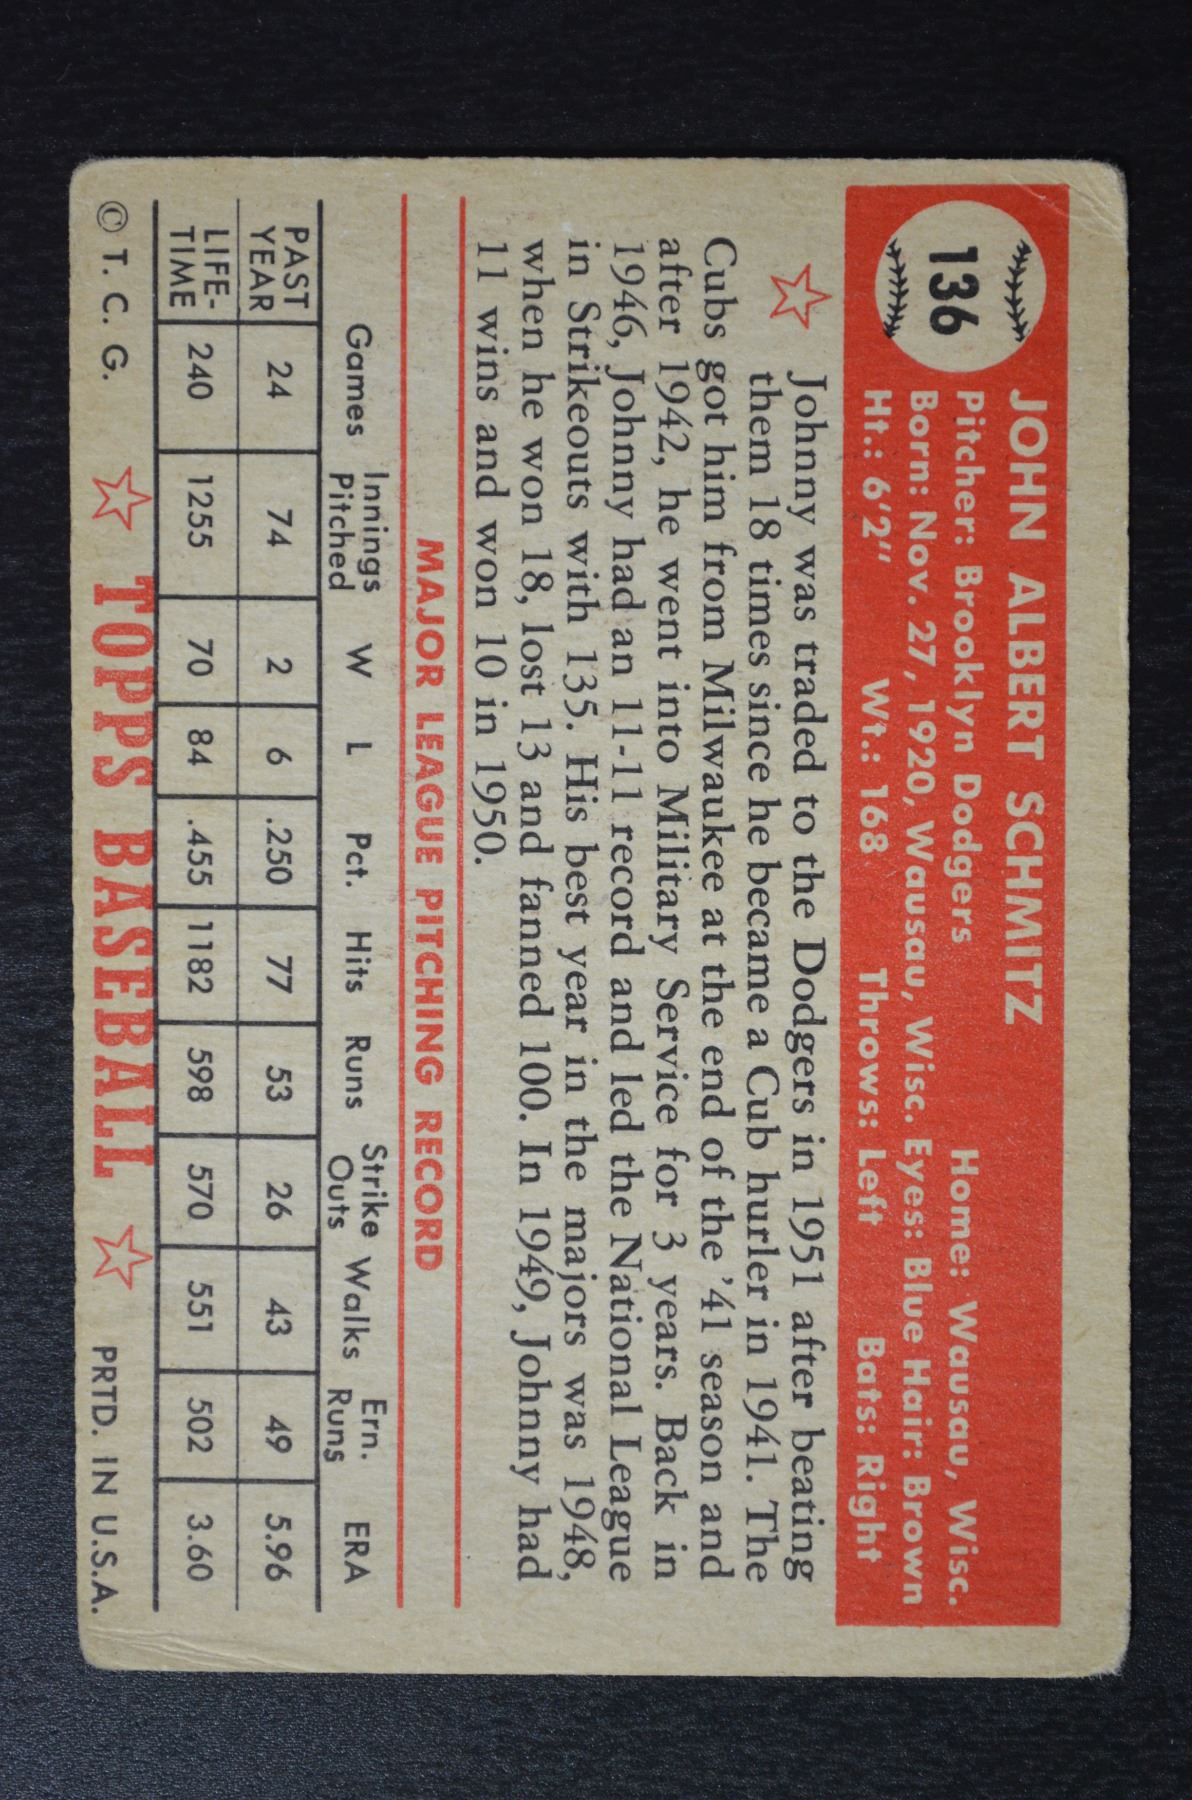 136
JOHN ALBERT SCHMITZ
Pitcher: Brooklyn Dodgers Home: Wausau, Wisc.
Born: Nov. 27, 1920, Wausau, Wisc. Eyes: Blue Hair: Brown
Ht.: 6'2" Wt.: 168 Throws: Left Bats: Right
Johnny was traded to the Dodgers in 1951 after beating
them 18 times since he became a Cub hurler in 1941. The
Cubs got him from Milwaukee at the end of the '41 season and
after 1942, he went into Military Service for 3 years. Back in
1946, Johnny had an 11-11 record and led the National League
in Strikeouts with 135. His best year in the majors was 1948,
when he won 18, lost 13 and fanned 100. In 1949, Johnny had
11 wins and won 10 in 1950.
MAJOR LEAGUE PITCHING RECORD
Games Innings Pitched W L Pct. Hits Runs Strike Outs Walks Ern. Runs ERA
PAST YEAR 24 74 2 6 .250 77 53 26 43 49 5.96
LIFE-TIME 240 1255 70 84 .455 1182 598 570 551 502 3.60
© T. C. G. TOPPS BASEBALL PRTD. IN U.S.A.